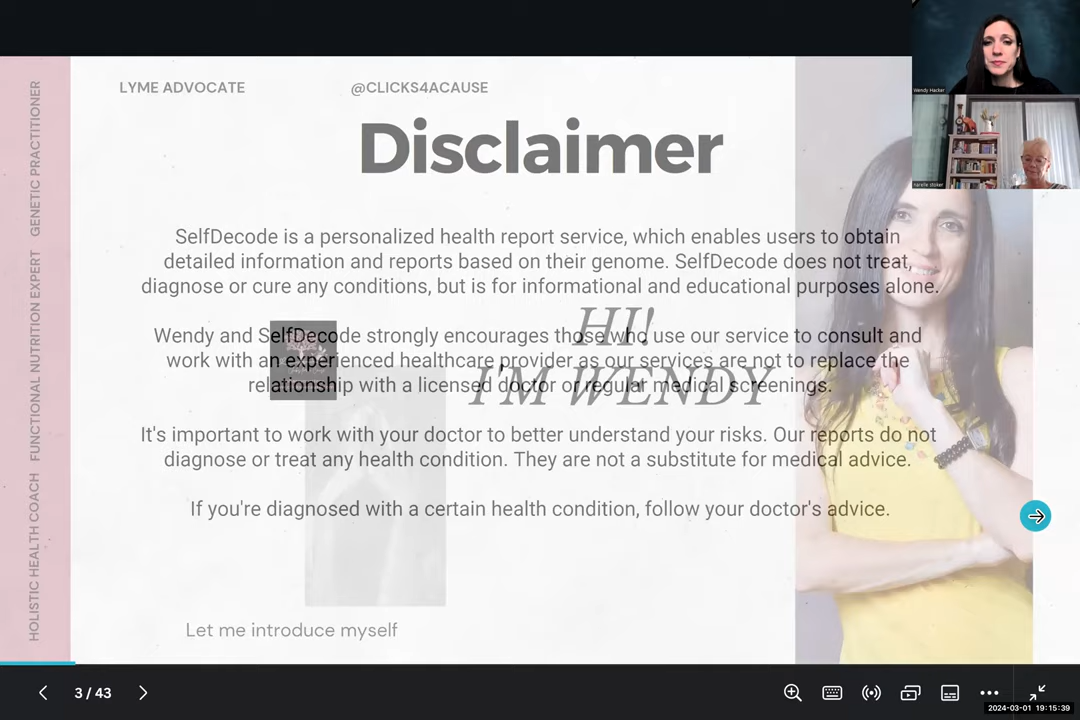 LYME ADVOCATE
@CLICKS4ACAUSE
Disclaimer
SelfDecode is a personalized health report service, which enables users to obtain
detailed information and reports based on their genome. SelfDecode does not treat,
diagnose or cure any conditions, but is for informational and educational purposes alone.
Wendy and SelfDecode strongly encourages those who use our service to consult and
work with an experienced healthcare provider as our services are not to replace the
relationship with a licensed doctor or regular medical screenings.
It's important to work with your doctor to better understand your risks. Our reports do not
diagnose or treat any health condition. They are not a substitute for medical advice.
If you're diagnosed with a certain health condition, follow your doctor's advice.
HI!
I'M WENDY
Let me introduce myself
HOLISTIC HEALTH COACH FUNCTIONAL NUTRITION EXPERT GENETIC PRACTITIONER
Wendy Hacker
narelle stoker
3 / 43
2024-03-01 19:15:39